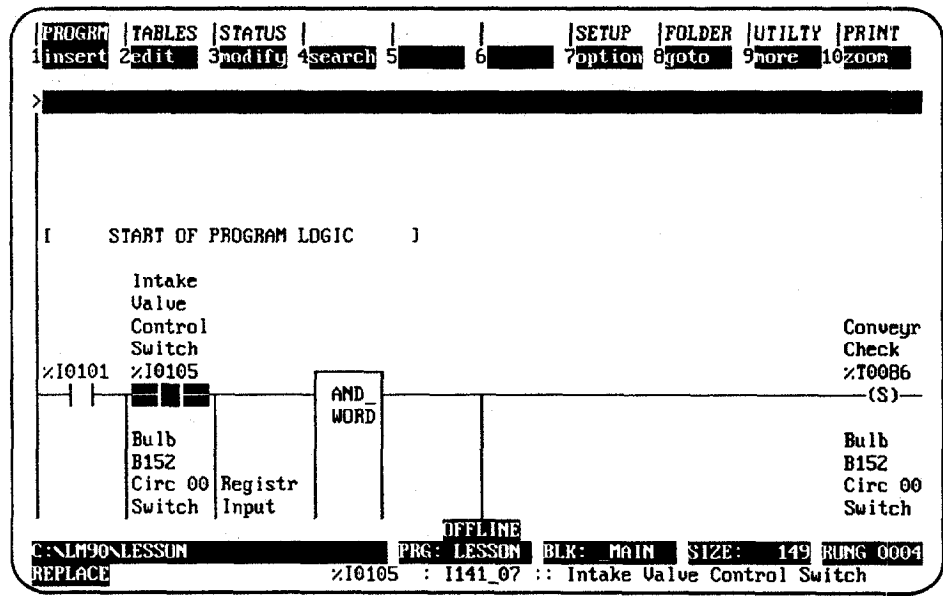 PROGRM |TABLES |STATUS | | | |SETUP |FOLDER |UTILTY |PRINT
1insert 2edit 3modify 4search 5 6 7option 8goto 9more 10zoom
>
[ START OF PROGRAM LOGIC ]
Intake
Value
Control
Switch
%I0101 %I0105
AND_
WORD
Conveyr
Check
%T0086
(S)
Bulb
B152
Circ 00
Switch
Registr
Input
Bulb
B152
Circ 00
Switch
OFFLINE
C:\LM90\LESSON PRG: LESSON BLK: _MAIN SIZE: 149 RUNG 0004
REPLACE %I0105 : I141_07 :: Intake Value Control Switch